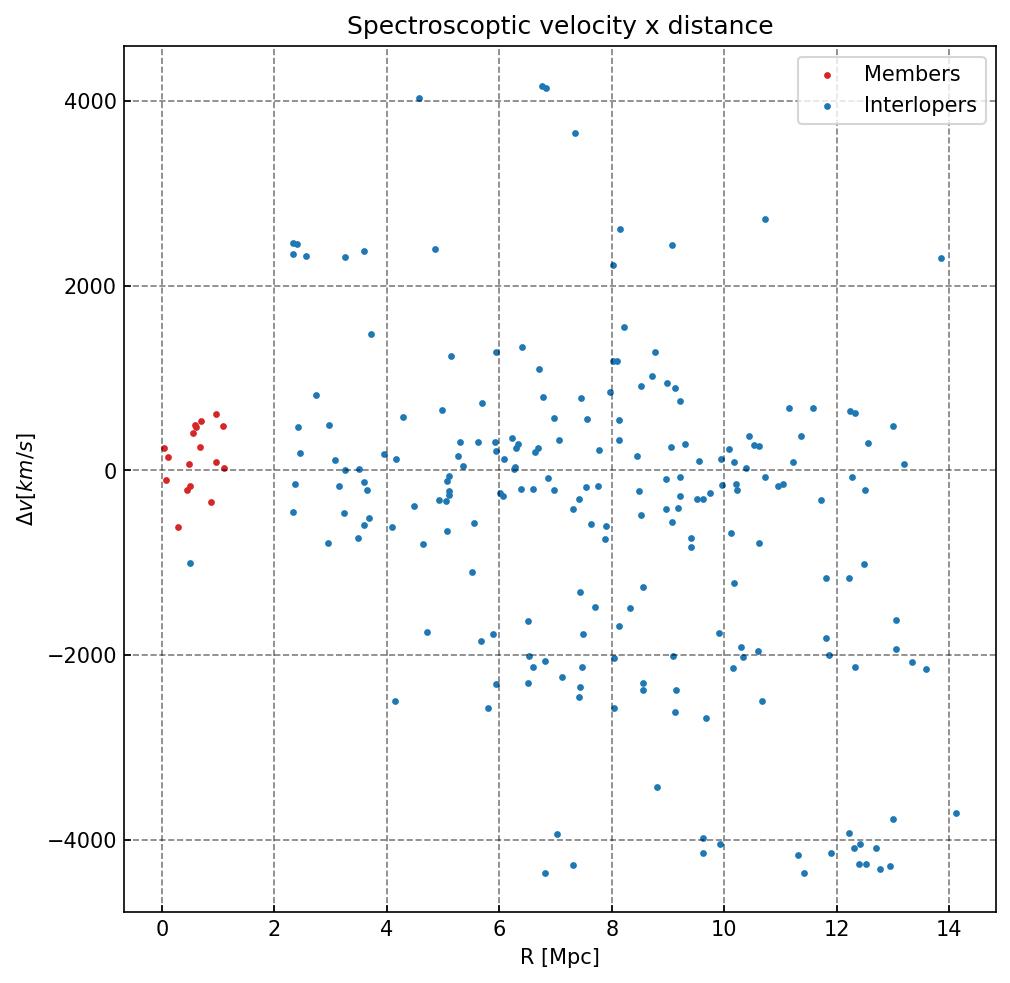 Spectroscoptic velocity x distance
Members
Interlopers
4000
2000
0
−2000
−4000
Δv[km/s]
0 2 4 6 8 10 12 14
R [Mpc]